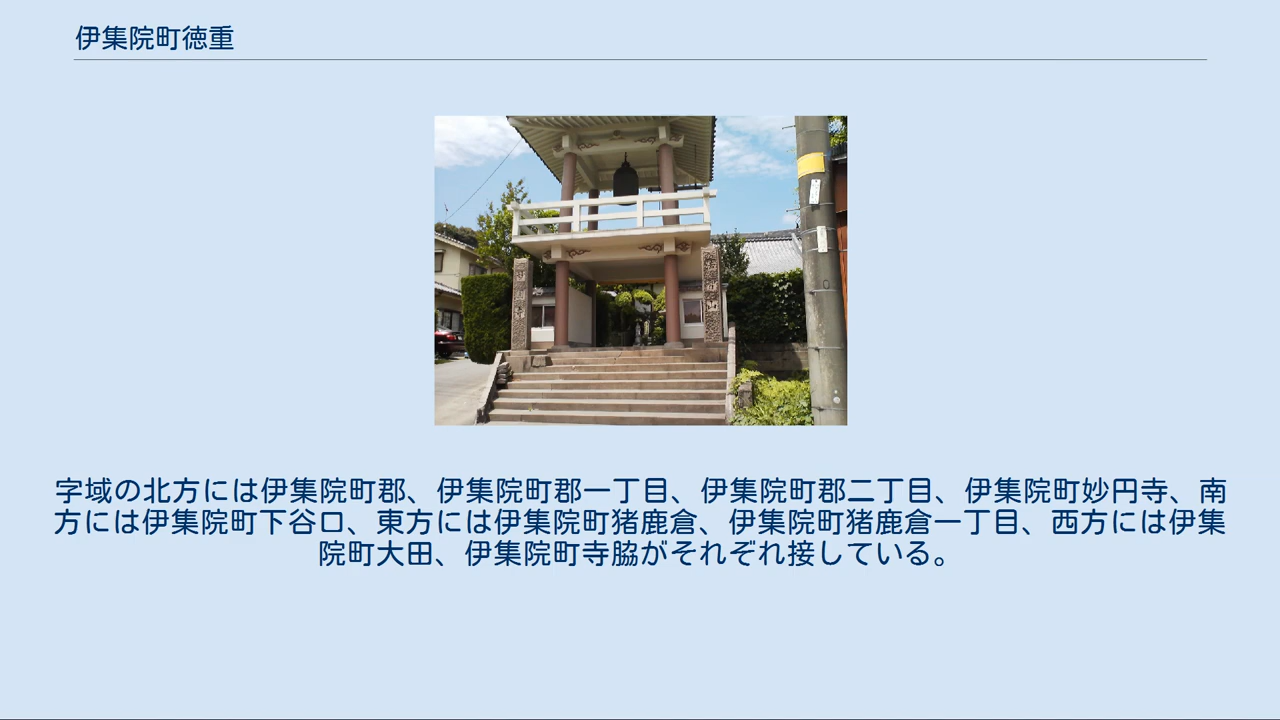 伊集院町徳重
字域の北方には伊集院町郡、伊集院町郡一丁目、伊集院町郡二丁目、伊集院町妙円寺、南
方には伊集院町下谷口、東方には伊集院町猪鹿倉、伊集院町猪鹿倉一丁目、西方には伊集
院町大田、伊集院町寺脇がそれぞれ接している。